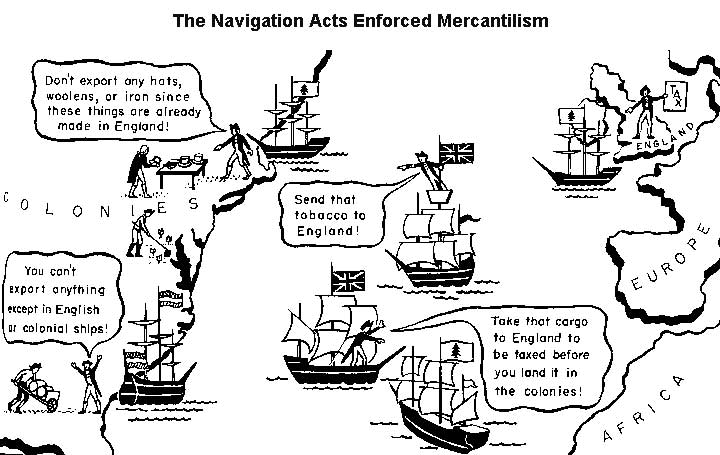 The Navigation Acts Enforced Mercantilism
Don't export any hats,
woolens, or iron since
these things are already
made in England!
TAX
ENGLAND
COLONIES
Send that
tobacco to
England!
EUROPE
You can't
export anything
except in English
or colonial ships!
Take that cargo
to England to
be taxed before
you land it in
the colonies!
AFRICA